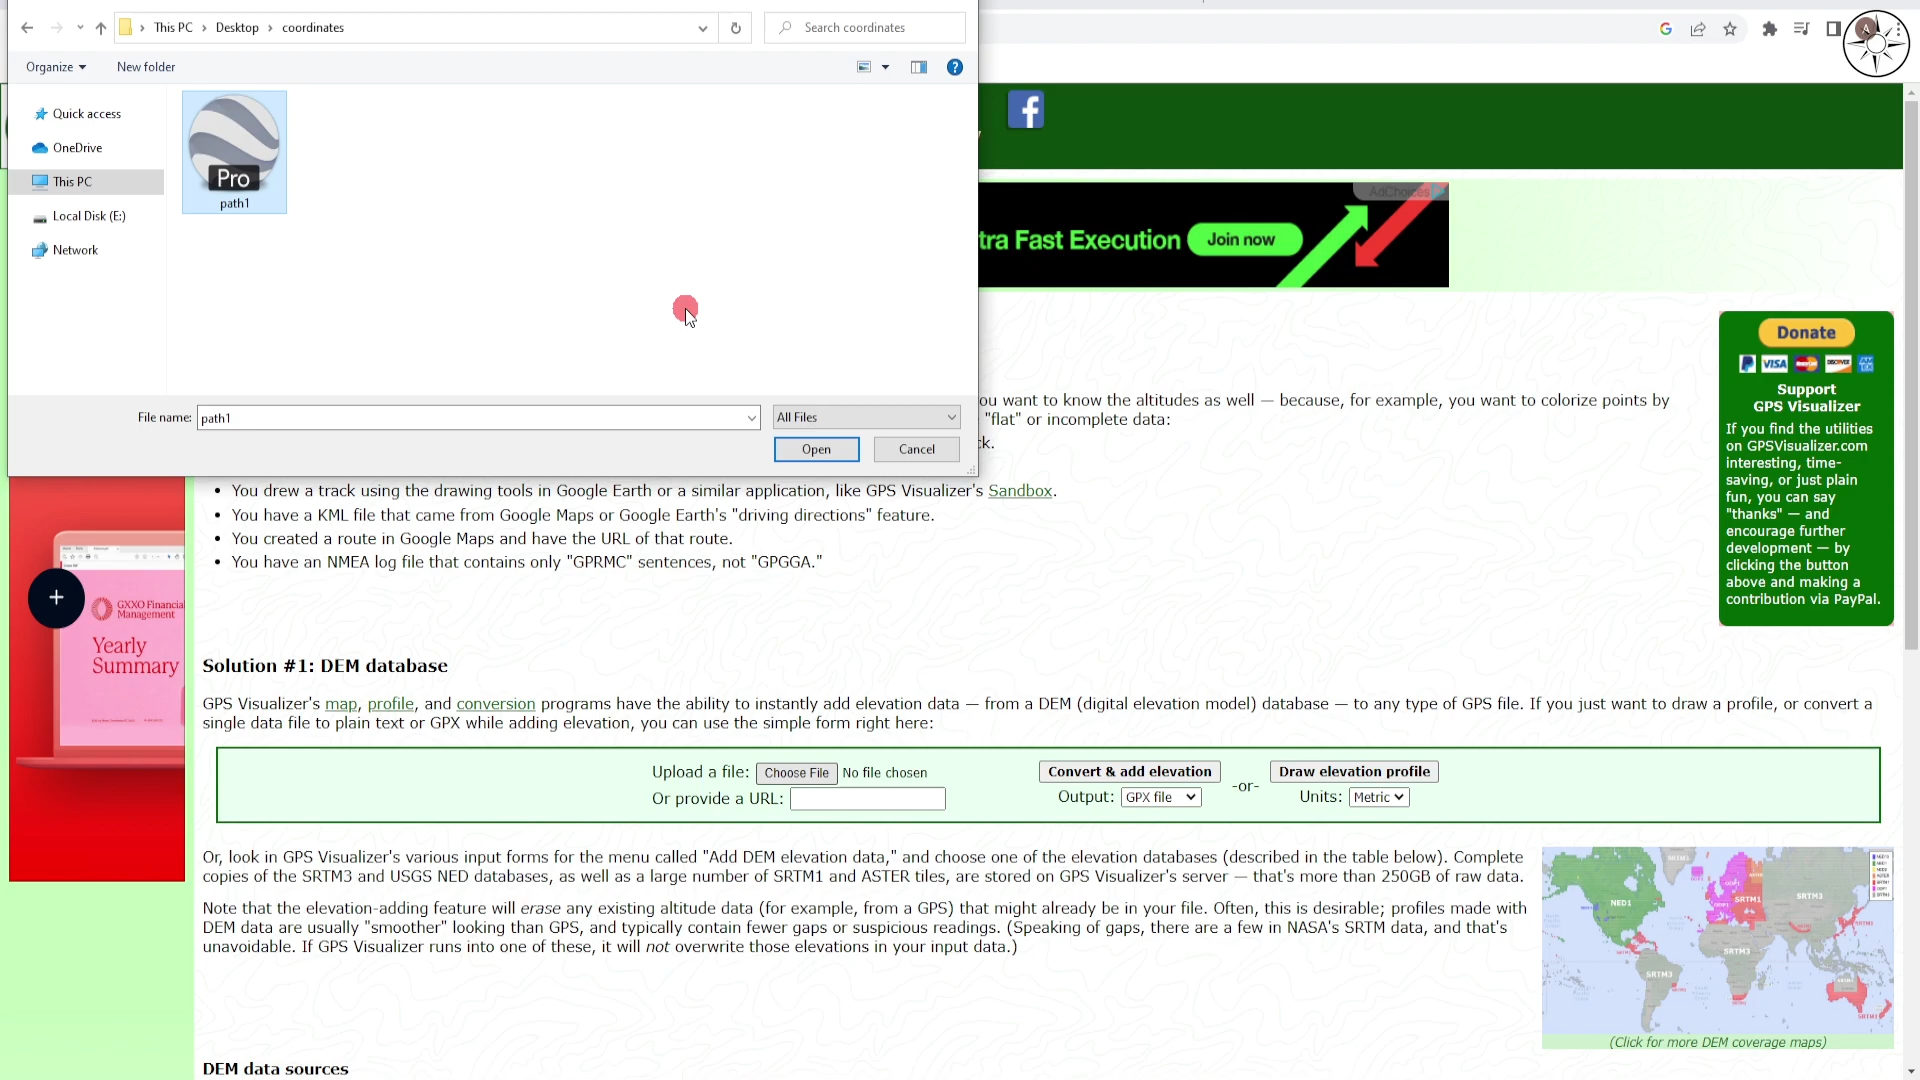 This PC
Desktop
coordinates
Search coordinates
Organize
New folder
Quick access
OneDrive
This PC
Local Disk (E:)
Network
Pro
path1
File name:
path1
All Files
Open
Cancel
A
AdChoices
tra Fast Execution
Join now
ou want to know the altitudes as well — because, for example, you want to colorize points by
"flat" or incomplete data:
ck.
• You drew a track using the drawing tools in Google Earth or a similar application, like GPS Visualizer's Sandbox.
• You have a KML file that came from Google Maps or Google Earth's "driving directions" feature.
• You created a route in Google Maps and have the URL of that route.
• You have an NMEA log file that contains only "GPRMC" sentences, not "GPGGA."
Donate
VISA
DISCOVER
Support
GPS Visualizer
If you find the utilities
on GPSVisualizer.com
interesting, time-
saving, or just plain
fun, you can say
"thanks" — and
encourage further
development — by
clicking the button
above and making a
contribution via PayPal.
GXXO Financia
Management
Yearly
Summary
Solution #1: DEM database
GPS Visualizer's map, profile, and conversion programs have the ability to instantly add elevation data — from a DEM (digital elevation model) database — to any type of GPS file. If you just want to draw a profile, or convert a
single data file to plain text or GPX while adding elevation, you can use the simple form right here:
Upload a file: Choose File No file chosen
Or provide a URL:
Convert & add elevation
Output: GPX file
-or-
Draw elevation profile
Units: Metric
Or, look in GPS Visualizer's various input forms for the menu called "Add DEM elevation data," and choose one of the elevation databases (described in the table below). Complete
copies of the SRTM3 and USGS NED databases, as well as a large number of SRTM1 and ASTER tiles, are stored on GPS Visualizer's server — that's more than 250GB of raw data.
Note that the elevation-adding feature will erase any existing altitude data (for example, from a GPS) that might already be in your file. Often, this is desirable; profiles made with
DEM data are usually "smoother" looking than GPS, and typically contain fewer gaps or suspicious readings. (Speaking of gaps, there are a few in NASA's SRTM data, and that's
unavoidable. If GPS Visualizer runs into one of these, it will not overwrite those elevations in your input data.)
NED1
SRTM1
SRTM3
SRTM3
SRTM3
(Click for more DEM coverage maps)
DEM data sources